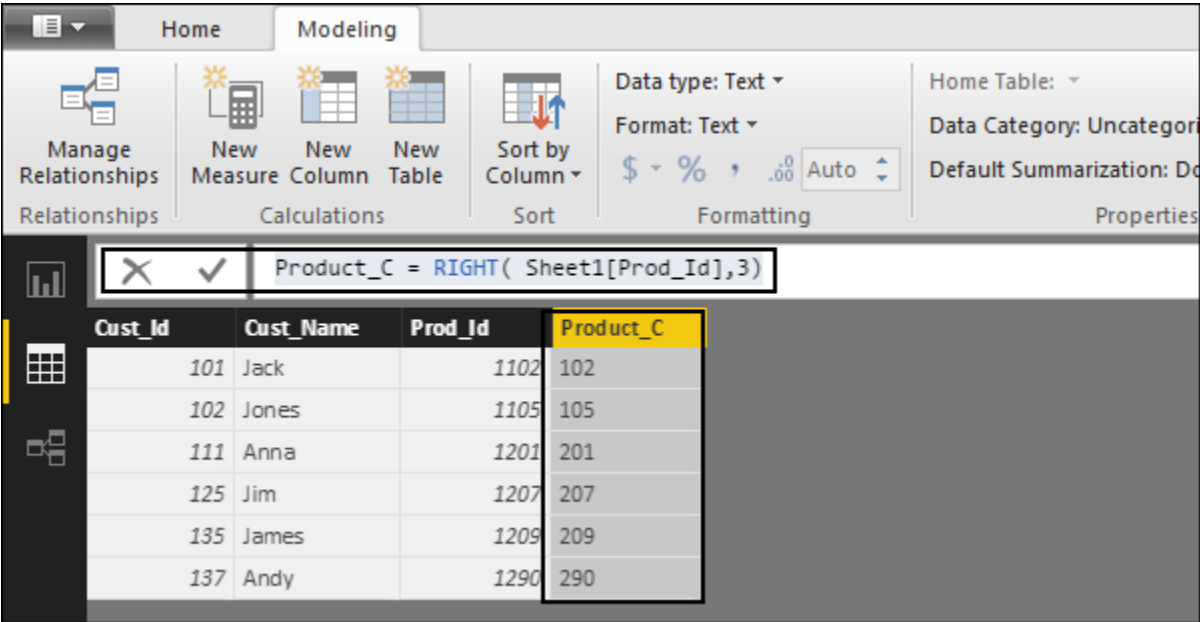 Home Modeling
Data type: Text Home Table:
Format: Text Data Category: Uncategori
Manage New New New Sort by
Relationships Measure Column Table Column $ % , .00 Auto Default Summarization: Do
Relationships Calculations Sort Formatting Properties
Product_C = RIGHT( Sheet1[Prod_Id],3)
Cust_Id Cust_Name Prod_Id Product_C
101 Jack 1102 102
102 Jones 1105 105
111 Anna 1201 201
125 Jim 1207 207
135 James 1209 209
137 Andy 1290 290